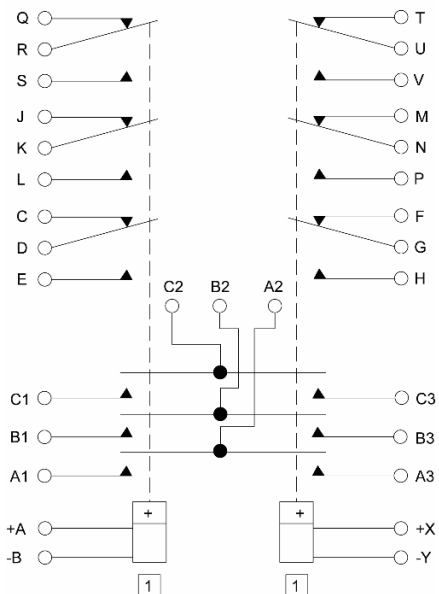 Q T
R U
S V
J M
K N
L P
C F
D G
E H
C2 B2 A2
C1 C3
B1 B3
A1 A3
+ +
+A +X
-B -Y
1 1